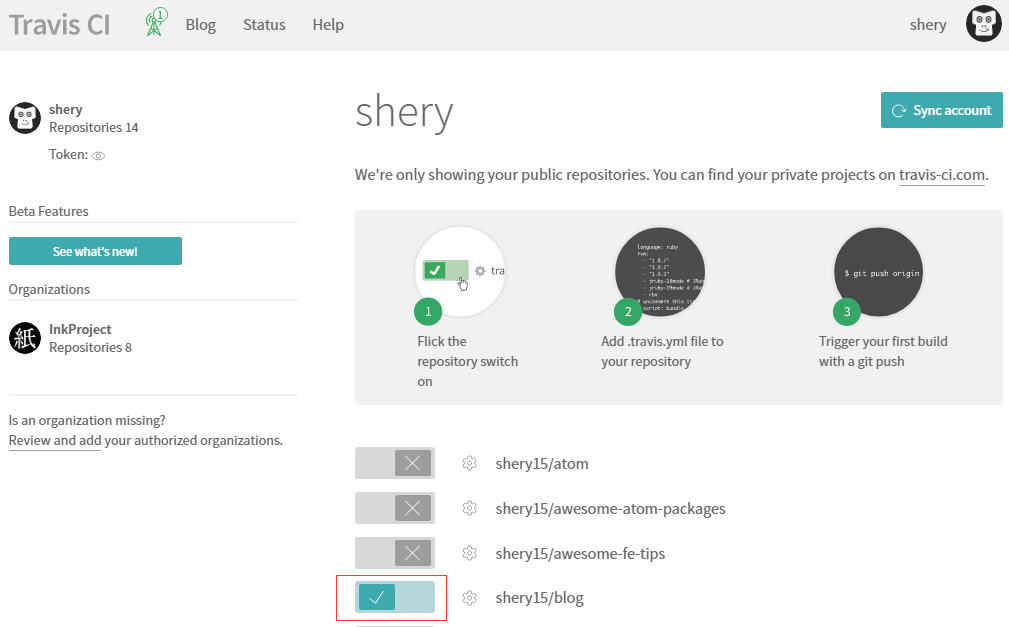 Travis CI
1
Blog
Status
Help
shery
shery
Repositories 14
Token:
Beta Features
See what's new!
Organizations
紙
InkProject
Repositories 8
Is an organization missing?
Review and add your authorized organizations.
shery
Sync account
We're only showing your public repositories. You can find your private projects on travis-ci.com.
tra
1
Flick the
repository switch
on
language: ruby
rvm:
- "1.8.7"
- "1.9.2"
- "1.9.3"
- jruby-18mode # JRu
- jruby-19mode # J
- rbx
# uncomment this li
script: bundle
2
Add .travis.yml file to
your repository
$ git push origin
3
Trigger your first build
with a git push
shery15/atom
shery15/awesome-atom-packages
shery15/awesome-fe-tips
shery15/blog